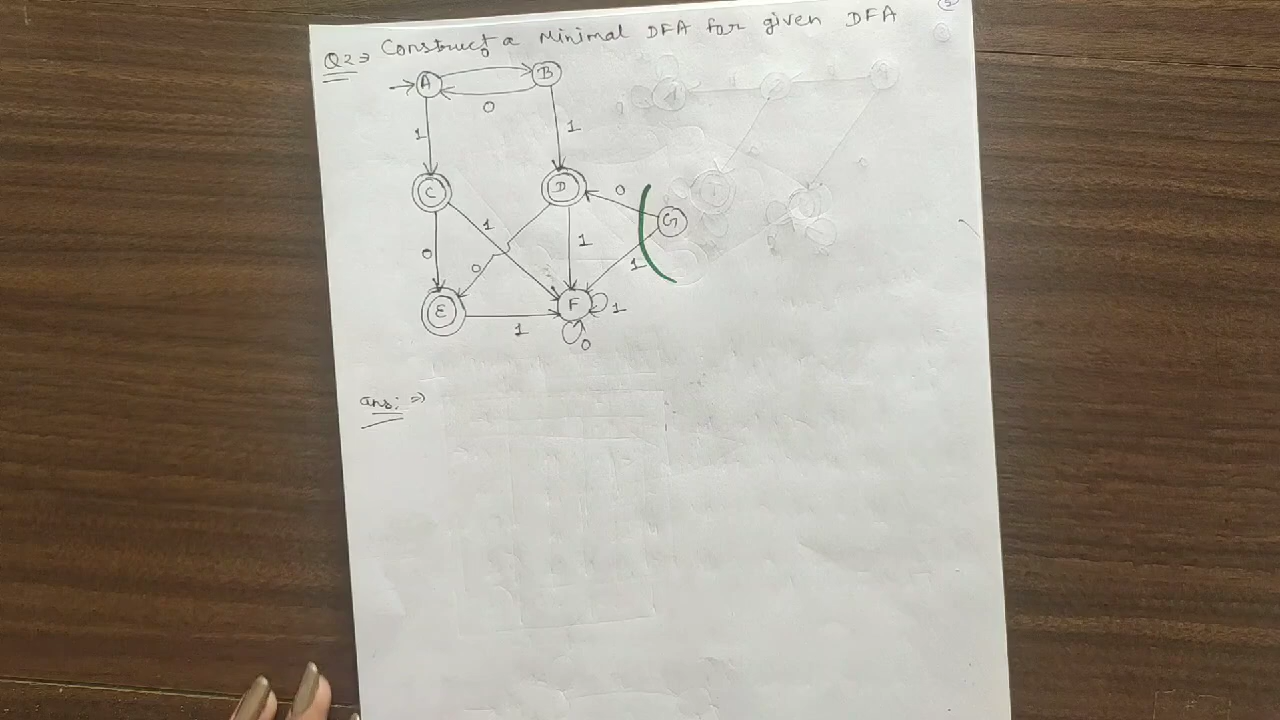 Q2⇒ Construct a Minimal DFA for given DFA
0
A B
0
1 1
C D 0 G
1 1
0 0 1
E F 1
1
0
ans: ⇒